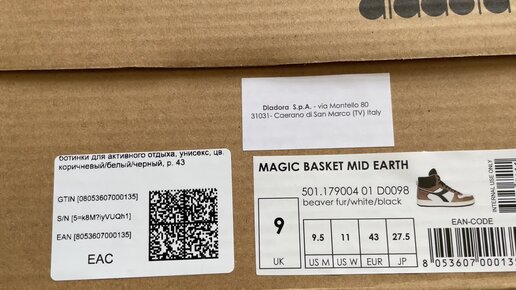 diadora
Diadora S.p.A. - via Montello 80
31031- Caerano di San Marco (TV) Italy
ботинки для активного отдыха, унисекс, цв.
коричневый/белый/черный, р. 43
GTIN [08053607000135]
S/N [5=k8M?iyVUQh1]
EAN [8053607000135]
EAC
MAGIC BASKET MID EARTH
501.179004 01 D0098
beaver fur/white/black
9
UK
9.5 11 43 27.5
US M US W EUR JP
INTERNAL USE ONLY
EAN-CODE
8 053607 000135